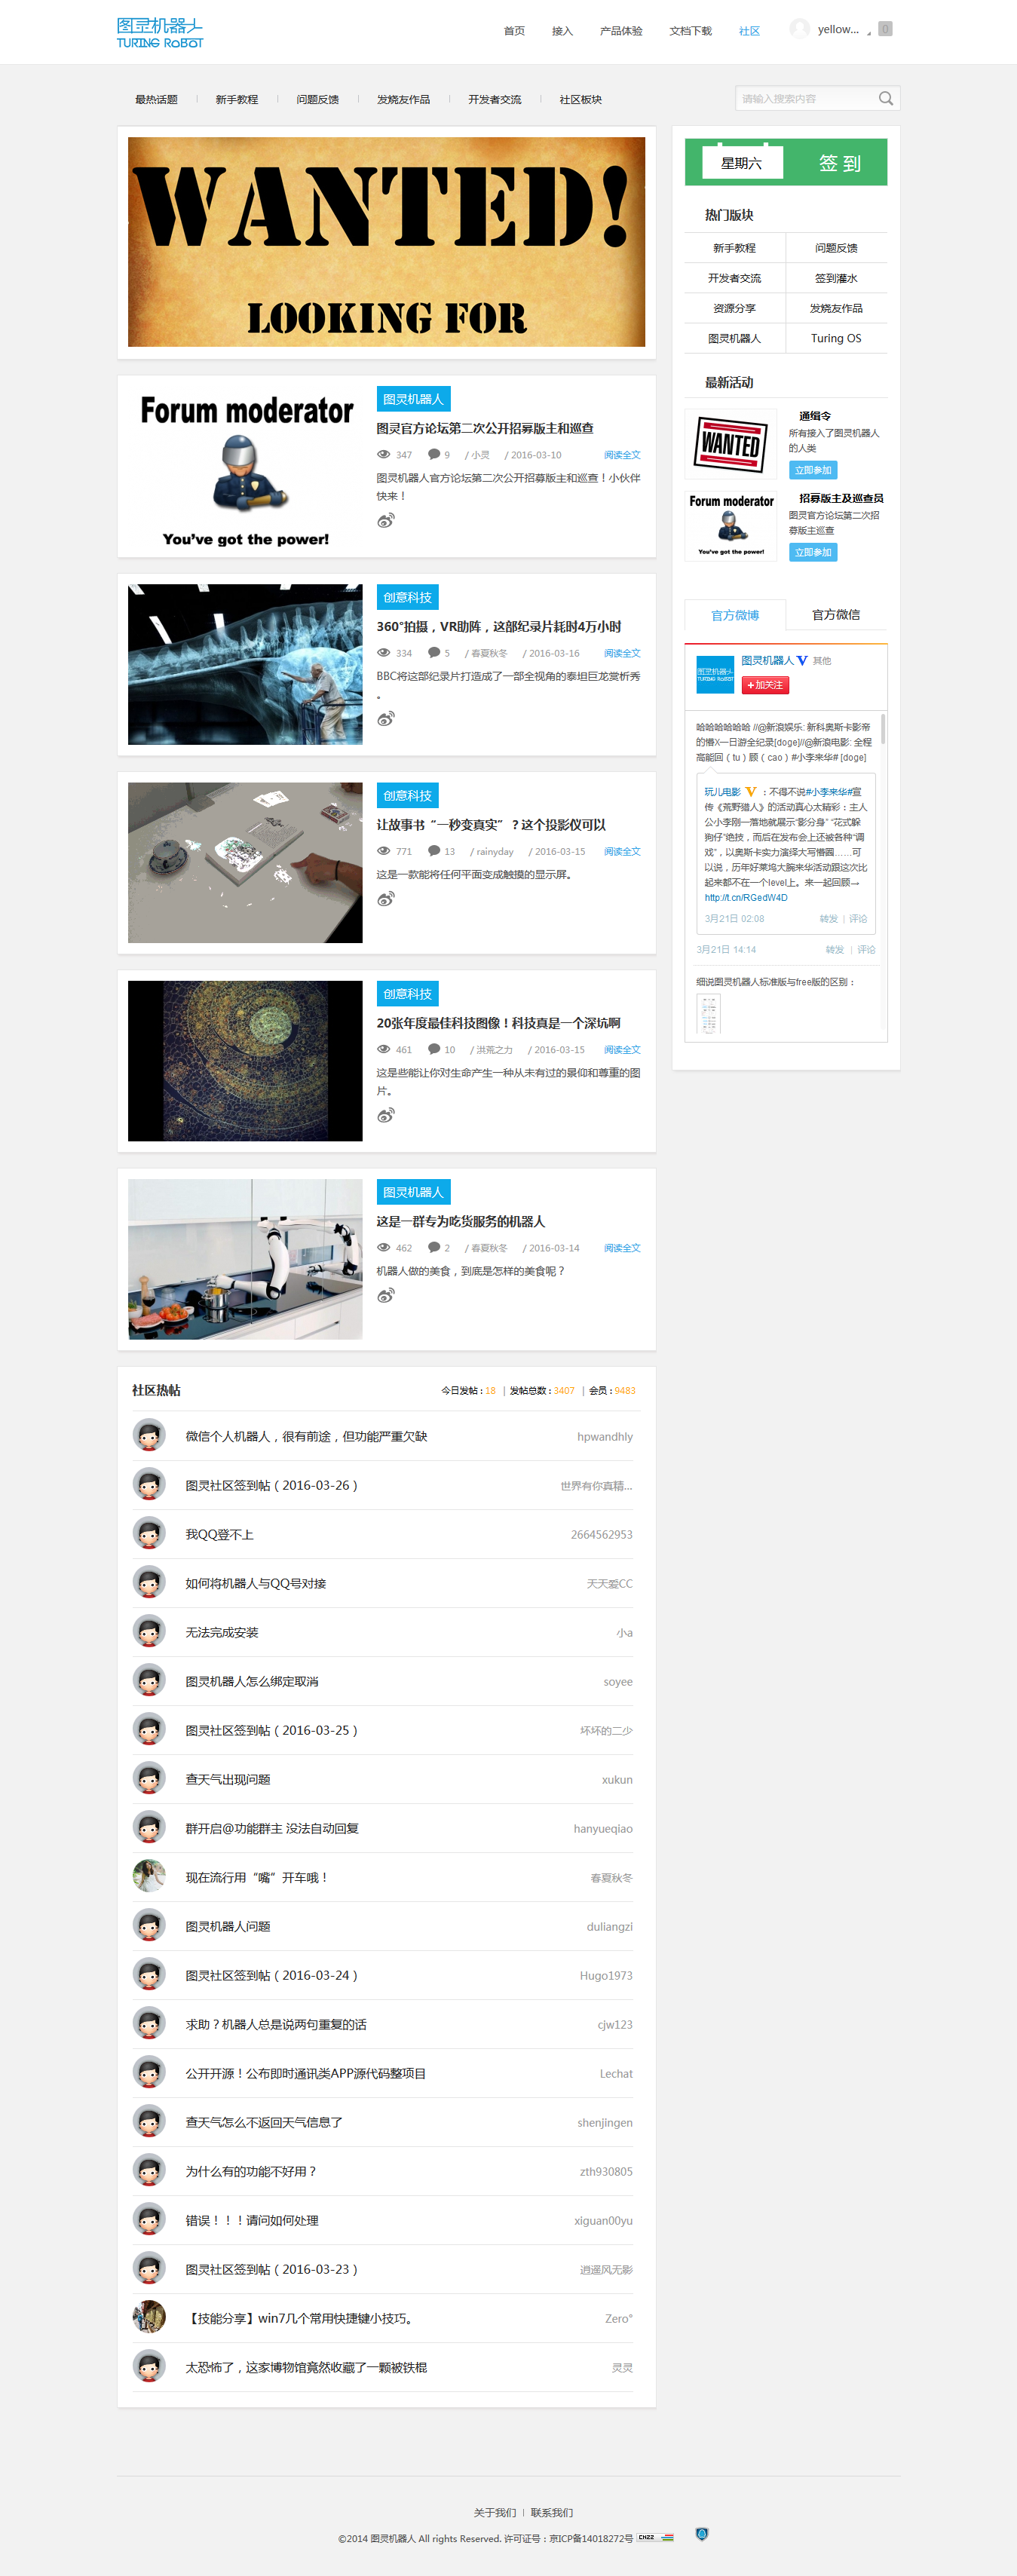 图灵机器人
TURING ROBOT
首页 接入 产品体验 文档下载 社区 yellow... 0
最热话题 新手教程 问题反馈 发烧友作品 开发者交流 社区板块
请输入搜索内容
WANTED!
LOOKING FOR
Forum moderator
You've got the power!
图灵机器人
图灵官方论坛第二次公开招募版主和巡查
347 9 / 小灵 / 2016-03-10 阅读全文
图灵机器人官方论坛第二次公开招募版主和巡查！小伙伴
快来！
创意科技
360°拍摄，VR助阵，这部纪录片耗时4万小时
334 5 / 春夏秋冬 / 2016-03-16 阅读全文
BBC将这部纪录片打造成了一部全视角的泰坦巨龙赏析秀
。
创意科技
让故事书“一秒变真实”？这个投影仪可以
771 13 / rainyday / 2016-03-15 阅读全文
这是一款能将任何平面变成触摸的显示屏。
创意科技
20张年度最佳科技图像！科技真是一个深坑啊
461 10 / 洪荒之力 / 2016-03-15 阅读全文
这是些能让你对生命产生一种从未有过的景仰和尊重的图
片。
图灵机器人
这是一群专为吃货服务的机器人
462 2 / 春夏秋冬 / 2016-03-14 阅读全文
机器人做的美食，到底是怎样的美食呢？
社区热帖 今日发帖 : 18 | 发帖总数 : 3407 | 会员 : 9483
微信个人机器人，很有前途，但功能严重欠缺 hpwandhly
图灵社区签到帖（2016-03-26） 世界有你真精...
我QQ登不上 2664562953
如何将机器人与QQ号对接 天天爱CC
无法完成安装 小a
图灵机器人怎么绑定取消 soyee
图灵社区签到帖（2016-03-25） 坏坏的二少
查天气出现问题 xukun
群开启@功能群主 没法自动回复 hanyueqiao
现在流行用“嘴”开车哦！ 春夏秋冬
图灵机器人问题 duliangzi
图灵社区签到帖（2016-03-24） Hugo1973
求助？机器人总是说两句重复的话 cjw123
公开开源！公布即时通讯类APP源代码整项目 Lechat
查天气怎么不返回天气信息了 shenjingen
为什么有的功能不好用？ zth930805
错误！！！请问如何处理 xiguan00yu
图灵社区签到帖（2016-03-23） 逍遥风无影
【技能分享】win7几个常用快捷键小技巧。 Zero°
太恐怖了，这家博物馆竟然收藏了一颗被铁棍 灵灵
星期六 签 到
热门版块
新手教程 问题反馈
开发者交流 签到灌水
资源分享 发烧友作品
图灵机器人 Turing OS
最新活动
WANTED
通缉令
所有接入了图灵机器人
的人类
立即参加
Forum moderator
You've got the power!
招募版主及巡查员
图灵官方论坛第二次招
募版主巡查
立即参加
官方微博 官方微信
图灵机器人
TURING ROBOT
图灵机器人 V 其他
+加关注
哈哈哈哈哈哈 //@新浪娱乐: 新科奥斯卡影帝
的懵X一日游全纪录[doge]//@新浪电影: 全程
高能回（tu）顾（cao）#小李来华# [doge]
玩儿电影 V ：不得不说#小李来华#宣
传《荒野猎人》的活动真心太精彩：主人
公小李刚一落地就展示“影分身” “花式躲
狗仔”绝技，而后在发布会上还被各种“调
戏”，以奥斯卡实力演绎大写懵圈……可
以说，历年好莱坞大腕来华活动跟这次比
起来都不在一个level上。来一起回顾→
http://t.cn/RGedW4D
3月21日 02:08 转发 | 评论
3月21日 14:14 转发 | 评论
细说图灵机器人标准版与free版的区别：
关于我们 | 联系我们
©2014 图灵机器人 All rights Reserved. 许可证号：京ICP备14018272号 CNZZ